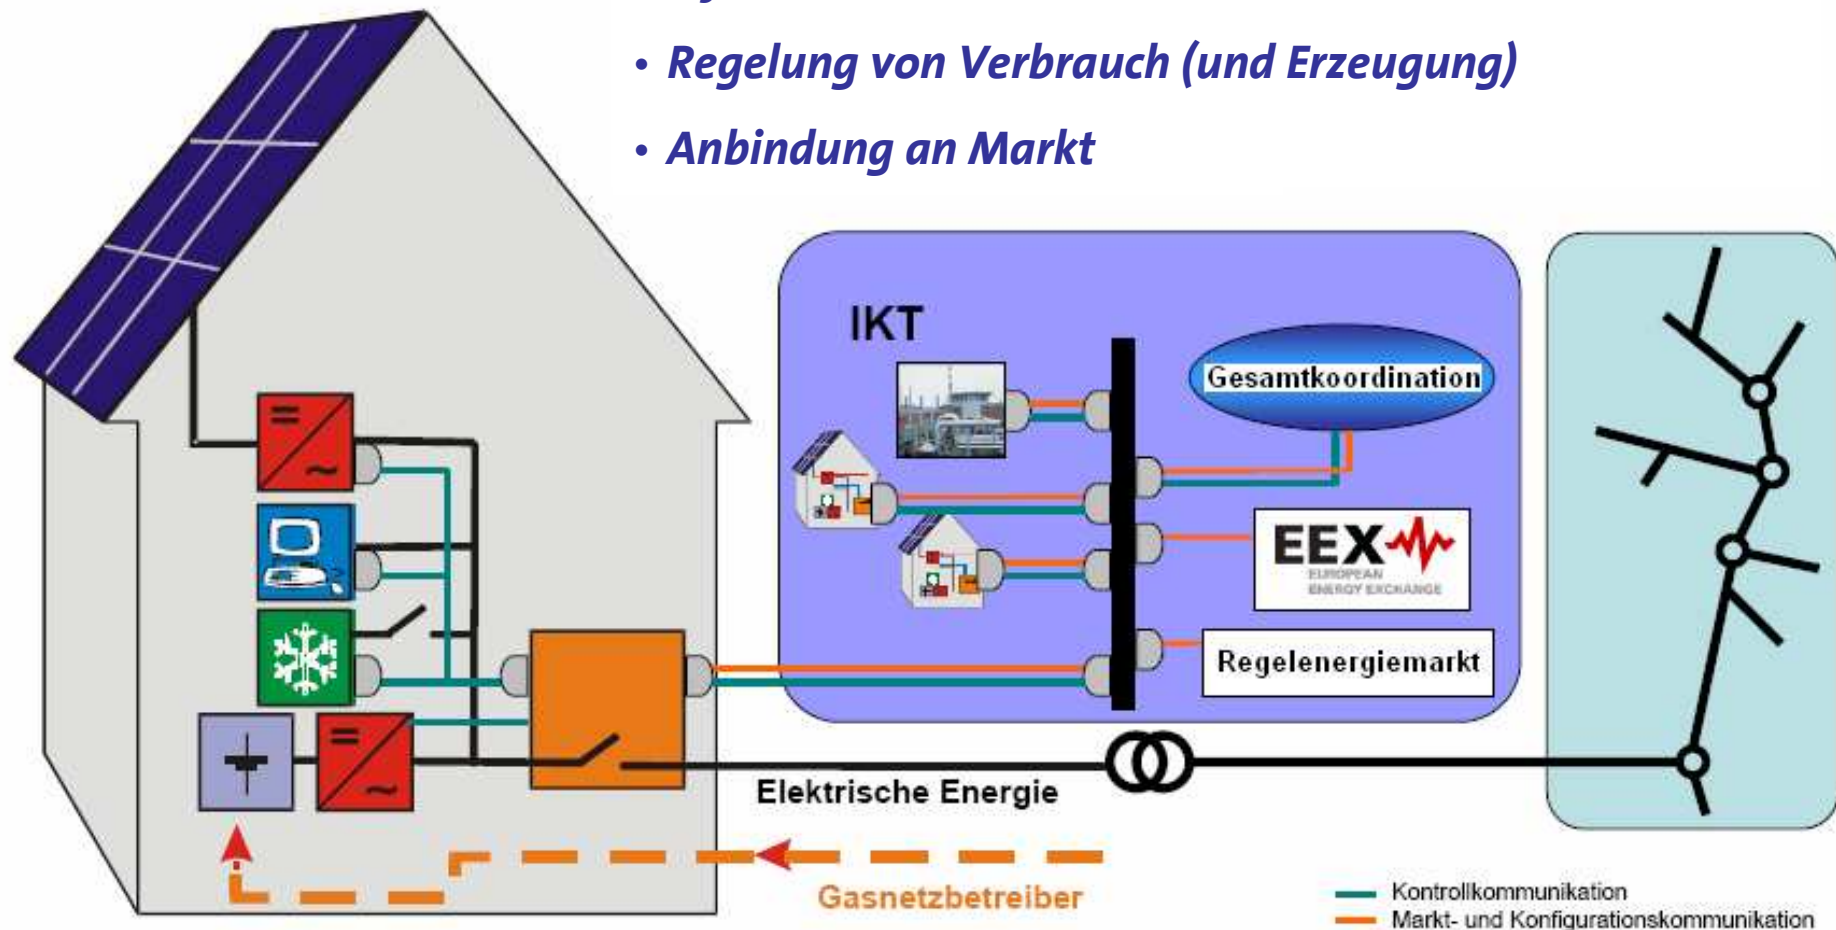 • Regelung von Verbrauch (und Erzeugung)
• Anbindung an Markt
IKT
Gesamtkoordination
EEX
EUROPEAN
ENERGY EXCHANGE
Regelenergiemarkt
Elektrische Energie
Gasnetzbetreiber
Kontrollkommunikation
Markt- und Konfigurationskommunikation